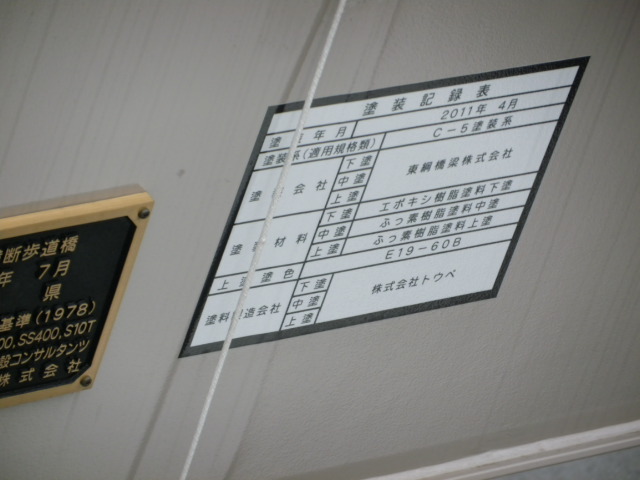 塗装記録表
塗 年月 2011年 4月
塗装系(適用規格類) C-5塗装系
塗 会社 下塗 中塗 上塗 東綱橋梁株式会社
塗 材料 下塗 エポキシ樹脂塗料下塗
中塗 ふっ素樹脂塗料中塗
上塗 ふっ素樹脂塗料上塗
上 塗色 E19-60B
塗料 造会社 下塗 中塗 上塗 株式会社トウペ
断歩道橋
年 7月
県
基準(1978)
00,SS400,S10T
設コンサルタンツ
株式会社